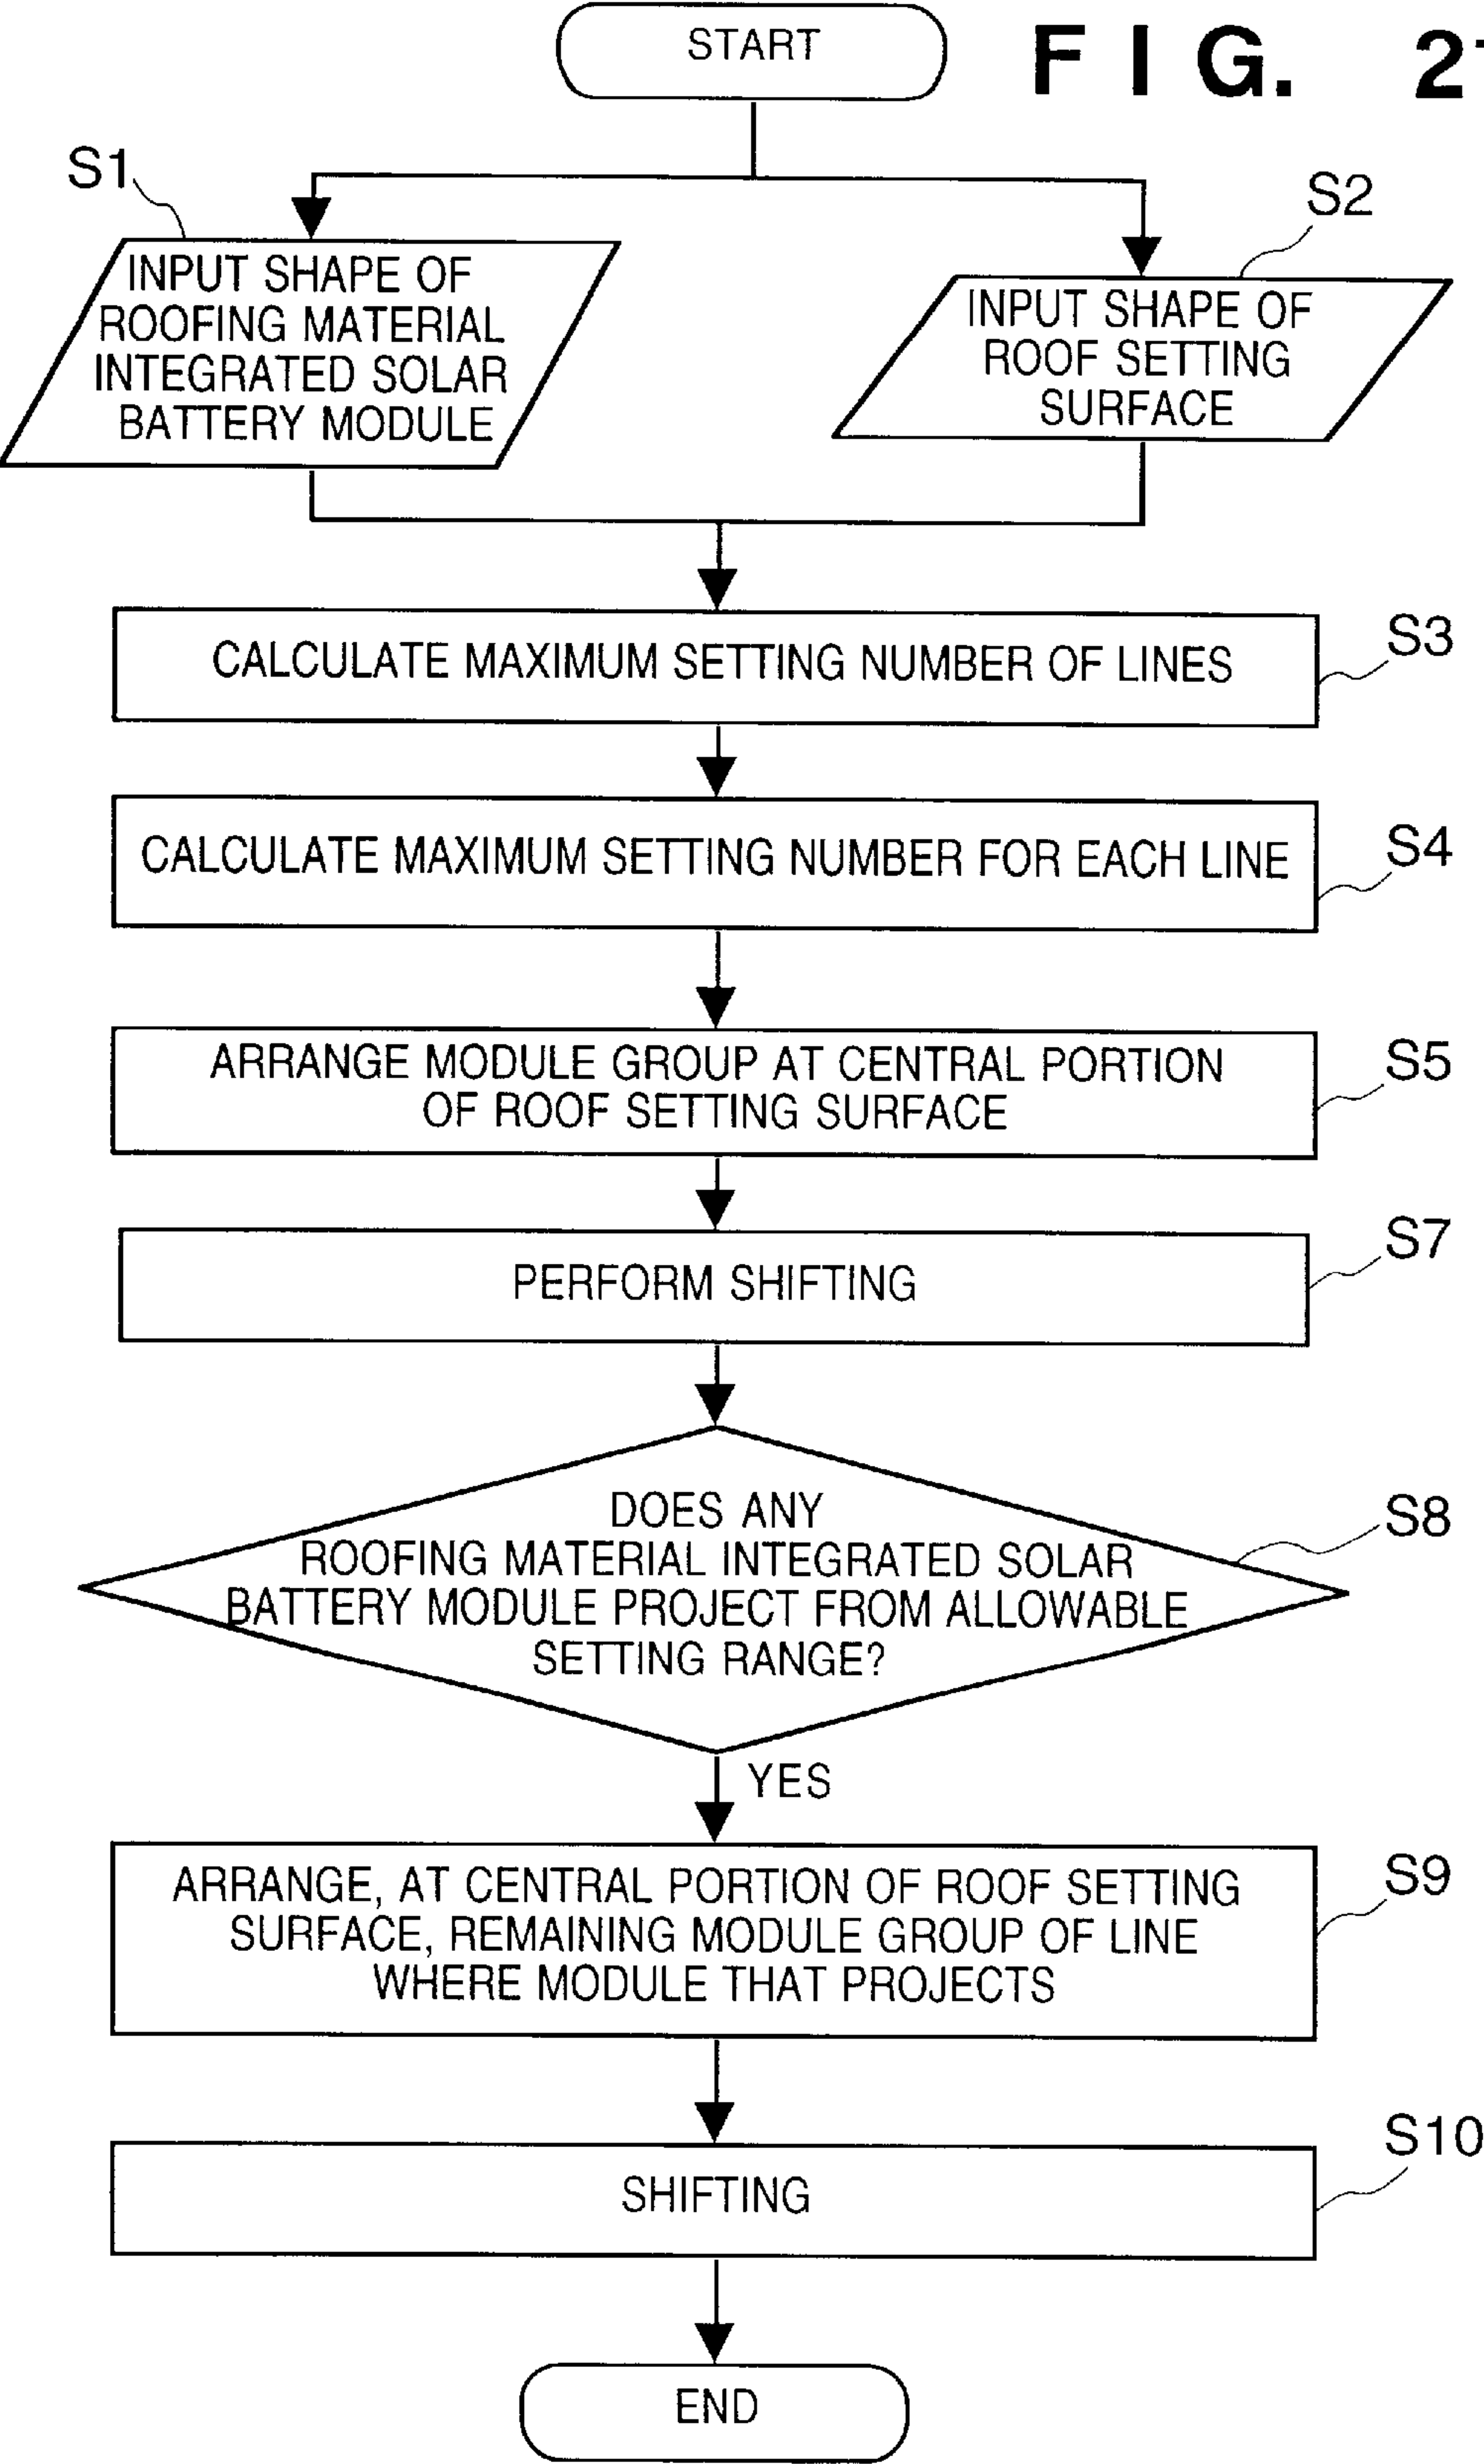 START
FIG. 2
S1
S2
INPUT SHAPE OF
ROOFING MATERIAL
INTEGRATED SOLAR
BATTERY MODULE
INPUT SHAPE OF
ROOF SETTING
SURFACE
CALCULATE MAXIMUM SETTING NUMBER OF LINES
S3
CALCULATE MAXIMUM SETTING NUMBER FOR EACH LINE
S4
ARRANGE MODULE GROUP AT CENTRAL PORTION
OF ROOF SETTING SURFACE
S5
PERFORM SHIFTING
S7
DOES ANY
ROOFING MATERIAL INTEGRATED SOLAR
BATTERY MODULE PROJECT FROM ALLOWABLE
SETTING RANGE?
S8
YES
ARRANGE, AT CENTRAL PORTION OF ROOF SETTING
SURFACE, REMAINING MODULE GROUP OF LINE
WHERE MODULE THAT PROJECTS
S9
SHIFTING
S10
END